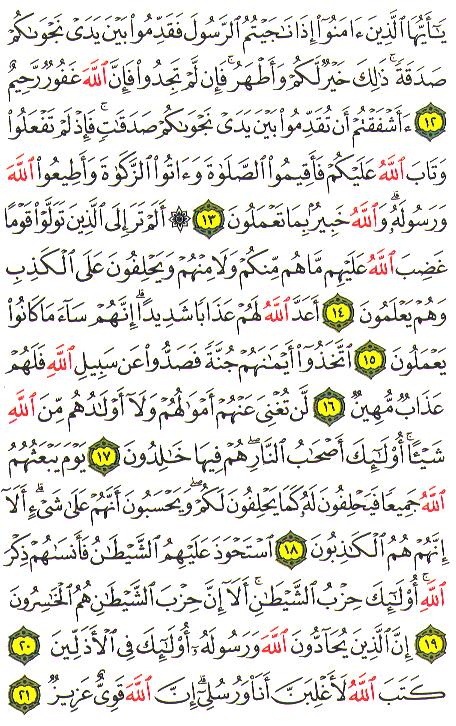 يَـٰٓأَيُّهَا ٱلَّذِينَ ءَامَنُوٓا۟ إِذَا نَـٰجَيْتُمُ ٱلرَّسُولَ فَقَدِّمُوا۟ بَيْنَ يَدَىْ نَجْوَىٰكُمْ
صَدَقَةً ۚ ذَٰلِكَ خَيْرٌ لَّكُمْ وَأَطْهَرُ ۚ فَإِن لَّمْ تَجِدُوا۟ فَإِنَّ ٱللَّهَ غَفُورٌ رَّحِيمٌ
١٢ ءَأَشْفَقْتُمْ أَن تُقَدِّمُوا۟ بَيْنَ يَدَىْ نَجْوَىٰكُمْ صَدَقَـٰتٍ ۚ فَإِذْ لَمْ تَفْعَلُوا۟
وَتَابَ ٱللَّهُ عَلَيْكُمْ فَأَقِيمُوا۟ ٱلصَّلَوٰةَ وَءَاتُوا۟ ٱلزَّكَوٰةَ وَأَطِيعُوا۟ ٱللَّهَ
وَرَسُولَهُۥ ۚ وَٱللَّهُ خَبِيرٌۢ بِمَا تَعْمَلُونَ ١٣ ۞ أَلَمْ تَرَ إِلَى ٱلَّذِينَ تَوَلَّوْا۟ قَوْمًا
غَضِبَ ٱللَّهُ عَلَيْهِم مَّا هُم مِّنكُمْ وَلَا مِنْهُمْ وَيَحْلِفُونَ عَلَى ٱلْكَذِبِ
وَهُمْ يَعْلَمُونَ ١٤ أَعَدَّ ٱللَّهُ لَهُمْ عَذَابًا شَدِيدًا ۖ إِنَّهُمْ سَآءَ مَا كَانُوا۟
يَعْمَلُونَ ١٥ ٱتَّخَذُوٓا۟ أَيْمَـٰنَهُمْ جُنَّةً فَصَدُّوا۟ عَن سَبِيلِ ٱللَّهِ فَلَهُمْ
عَذَابٌ مُّهِينٌ ١٦ لَّن تُغْنِىَ عَنْهُمْ أَمْوَٰلُهُمْ وَلَآ أَوْلَـٰدُهُم مِّنَ ٱللَّهِ
شَيْـًٔا ۚ أُو۟لَـٰٓئِكَ أَصْحَـٰبُ ٱلنَّارِ ۖ هُمْ فِيهَا خَـٰلِدُونَ ١٧ يَوْمَ يَبْعَثُهُمُ
ٱللَّهُ جَمِيعًا فَيَحْلِفُونَ لَهُۥ كَمَا يَحْلِفُونَ لَكُمْ ۖ وَيَحْسَبُونَ أَنَّهُمْ عَلَىٰ شَىْءٍ ۚ أَلَآ
إِنَّهُمْ هُمُ ٱلْكَـٰذِبُونَ ١٨ ٱسْتَحْوَذَ عَلَيْهِمُ ٱلشَّيْطَـٰنُ فَأَنسَىٰهُمْ ذِكْرَ
ٱللَّهِ ۚ أُو۟لَـٰٓئِكَ حِزْبُ ٱلشَّيْطَـٰنِ ۚ أَلَآ إِنَّ حِزْبَ ٱلشَّيْطَـٰنِ هُمُ ٱلْخَـٰسِرُونَ
١٩ إِنَّ ٱلَّذِينَ يُحَآدُّونَ ٱللَّهَ وَرَسُولَهُۥٓ أُو۟لَـٰٓئِكَ فِى ٱلْأَذَلِّينَ ٢٠
كَتَبَ ٱللَّهُ لَأَغْلِبَنَّ أَنَا۠ وَرُسُلِىٓ ۚ إِنَّ ٱللَّهَ قَوِىٌّ عَزِيزٌ ٢١